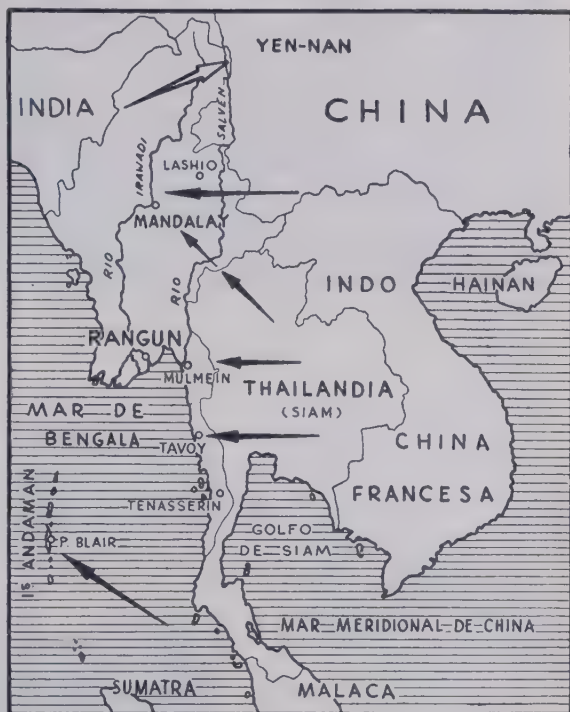 YEN-NAN
INDIA
CHINA
SALVEN
IRANADI
LASHIO
MANDALAY
RIO
RIO
INDO
HAINAN
RANGUN
MULMEIN
THAILANDIA
(SIAM)
MAR DE
BENGALA
TAVOY
CHINA
FRANCESA
TENASSERIN
Iˢ ANDAMAN
P. BLAIR
GOLFO
DE SIAM
MAR MERIDIONAL DE CHINA
SUMATRA
MALACA